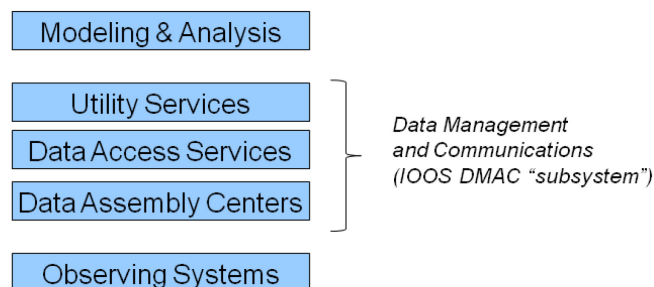 Modeling & Analysis
Utility Services
Data Access Services
Data Assembly Centers
Data Management
and Communications
(IOOS DMAC “subsystem”)
Observing Systems